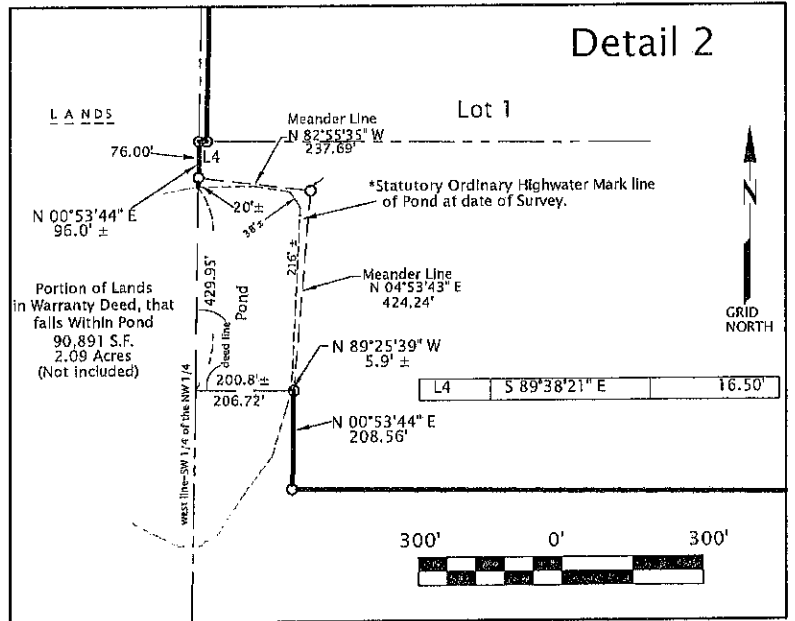 Detail 2
LANDS
Lot 1
Meander Line
N 82°55'35" W
237.69'
76.00'
L4
*Statutory Ordinary Highwater Mark line
of Pond at date of Survey.
N 00°53'44" E
96.0' ±
20'±
38'±
216' ±
Meander Line
N 04°53'43" E
424.24'
N
GRID
NORTH
Portion of Lands
in Warranty Deed, that
falls Within Pond
90,891 S.F.
2.09 Acres
(Not included)
429.95'
Pond
deed line
west line-SW 1/4 of the NW 1/4
N 89°25'39" W
5.9' ±
200.8'±
206.72'
L4 S 89°38'21" E 16.50'
N 00°53'44" E
208.56'
300' 0' 300'